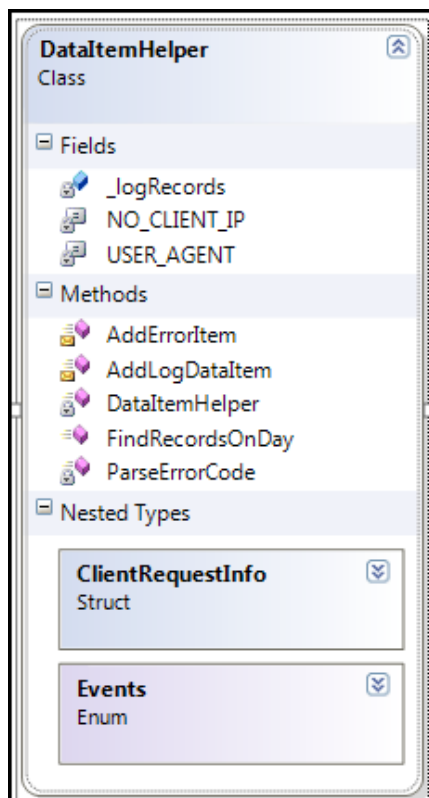 DataItemHelper
Class
Fields
_logRecords
NO_CLIENT_IP
USER_AGENT
Methods
AddErrorItem
AddLogDataItem
DataItemHelper
FindRecordsOnDay
ParseErrorCode
Nested Types
ClientRequestInfo
Struct
Events
Enum